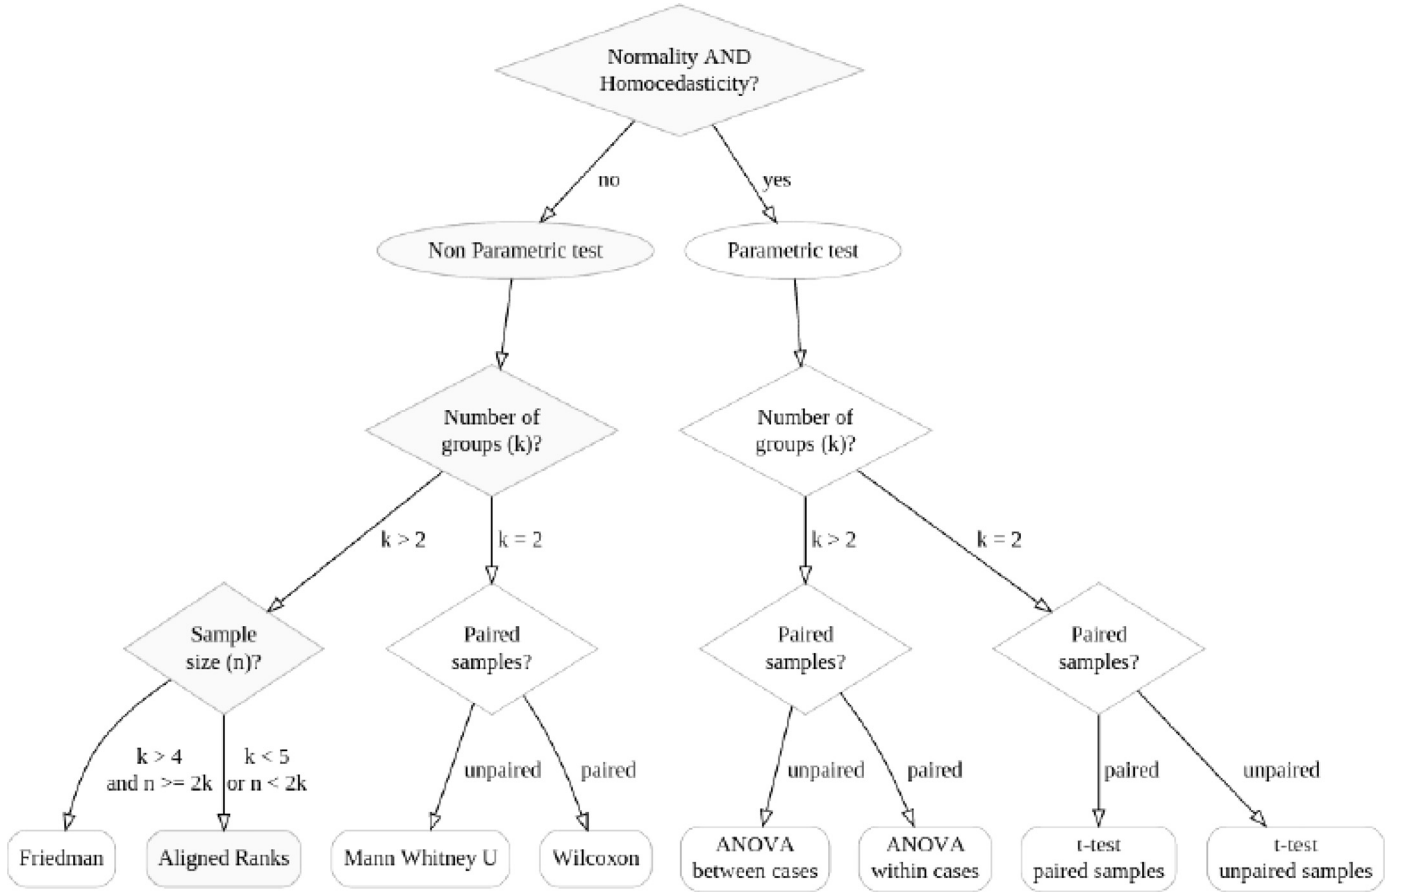 Normality AND
Homocedasticity?
no
yes
Non Parametric test
Parametric test
Number of
groups (k)?
Number of
groups (k)?
k > 2
k = 2
k > 2
k = 2
Sample
size (n)?
Paired
samples?
Paired
samples?
Paired
samples?
k > 4
and n >= 2k
k < 5
or n < 2k
unpaired
paired
unpaired
paired
paired
unpaired
Friedman
Aligned Ranks
Mann Whitney U
Wilcoxon
ANOVA
between cases
ANOVA
within cases
t-test
paired samples
t-test
unpaired samples